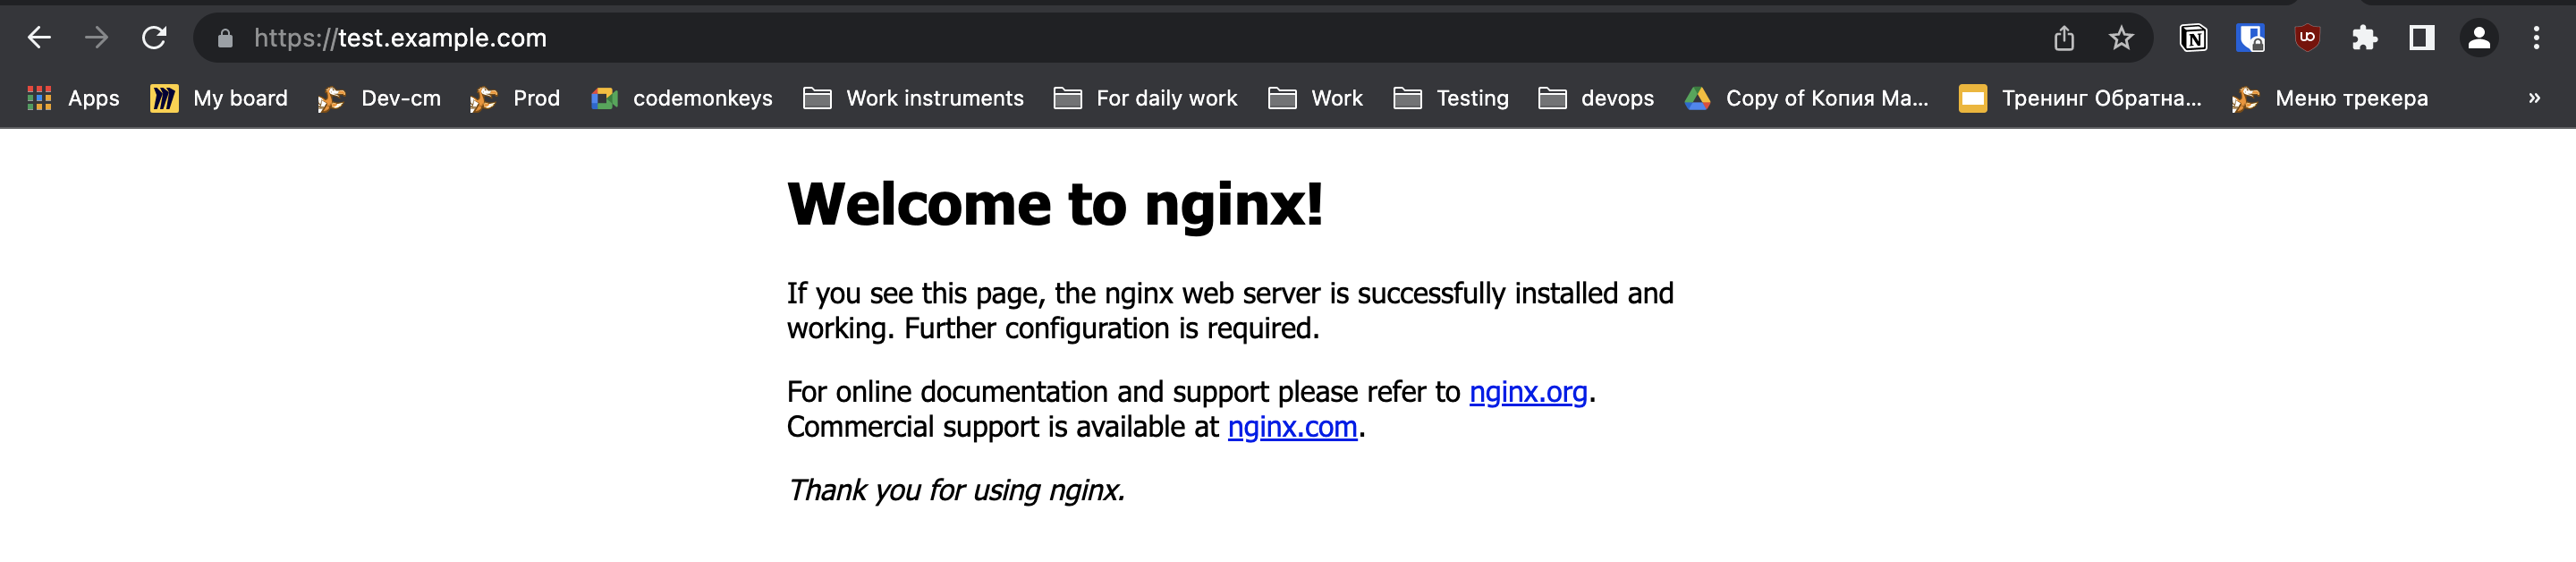 https://test.example.com
Apps My board Dev-cm Prod codemonkeys Work instruments For daily work Work Testing devops Copy of Копия Ма... Тренинг Обратна... Меню трекера »
Welcome to nginx!
If you see this page, the nginx web server is successfully installed and
working. Further configuration is required.
For online documentation and support please refer to nginx.org.
Commercial support is available at nginx.com.
Thank you for using nginx.